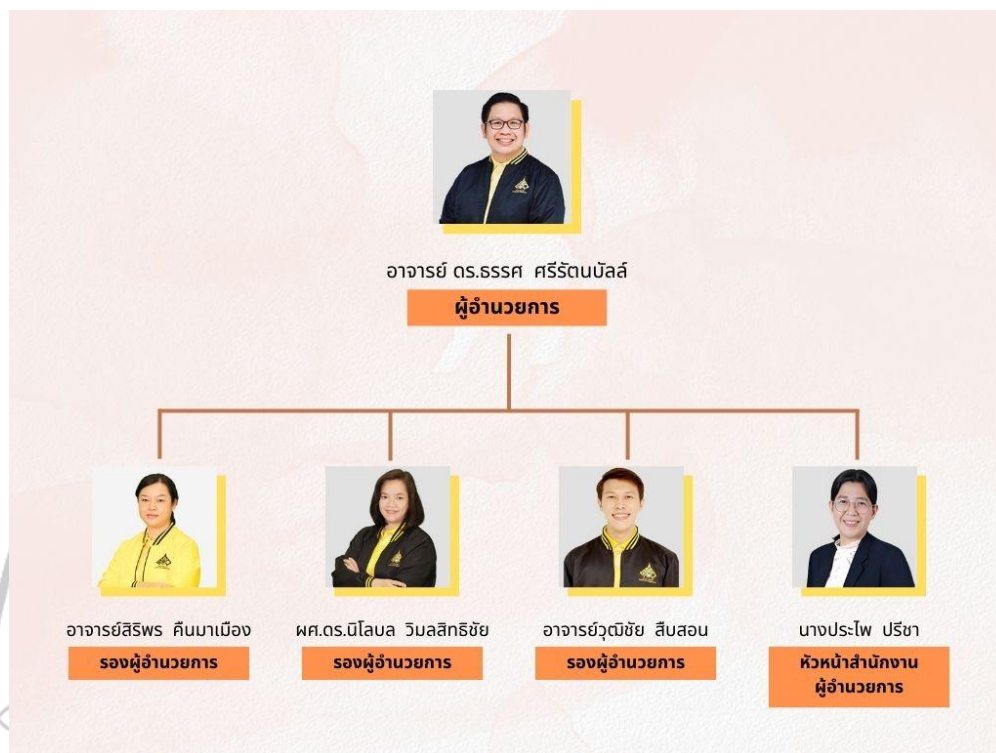 อาจารย์ ดร.ธรรศ ศรีรัตนบัลล์
ผู้อำนวยการ
อาจารย์สิริพร คืนมาเมือง
รองผู้อำนวยการ
ผศ.ดร.นิโลบล วิมลสิทธิชัย
รองผู้อำนวยการ
อาจารย์วุฒิชัย สืบสอน
รองผู้อำนวยการ
นางประไพ ปรีชา
หัวหน้าสำนักงาน
ผู้อำนวยการ